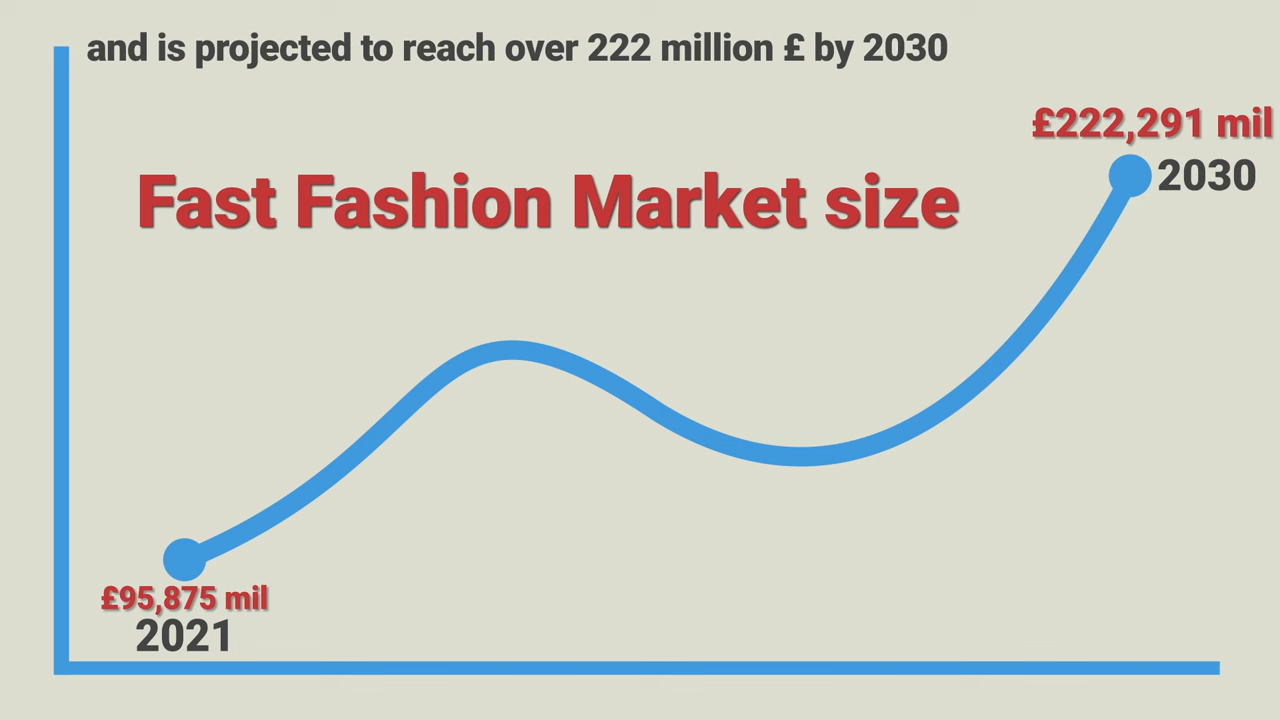 and is projected to reach over 222 million £ by 2030
£222,291 mil
2030
Fast Fashion Market size
£95,875 mil
2021